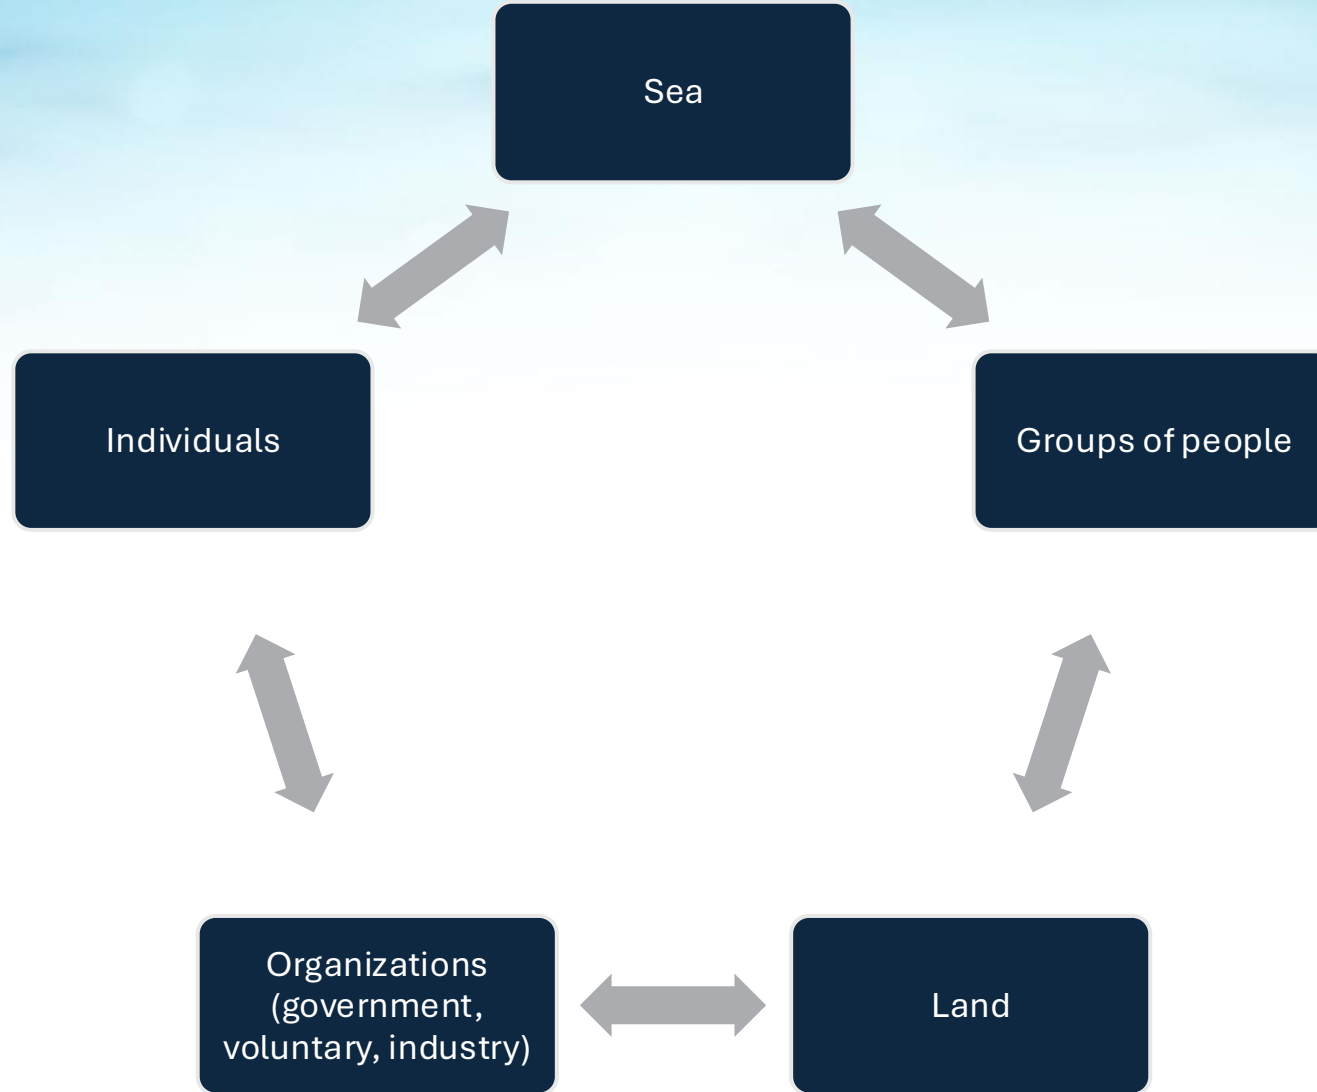 Sea
Individuals
Groups of people
Organizations
(government,
voluntary, industry)
Land